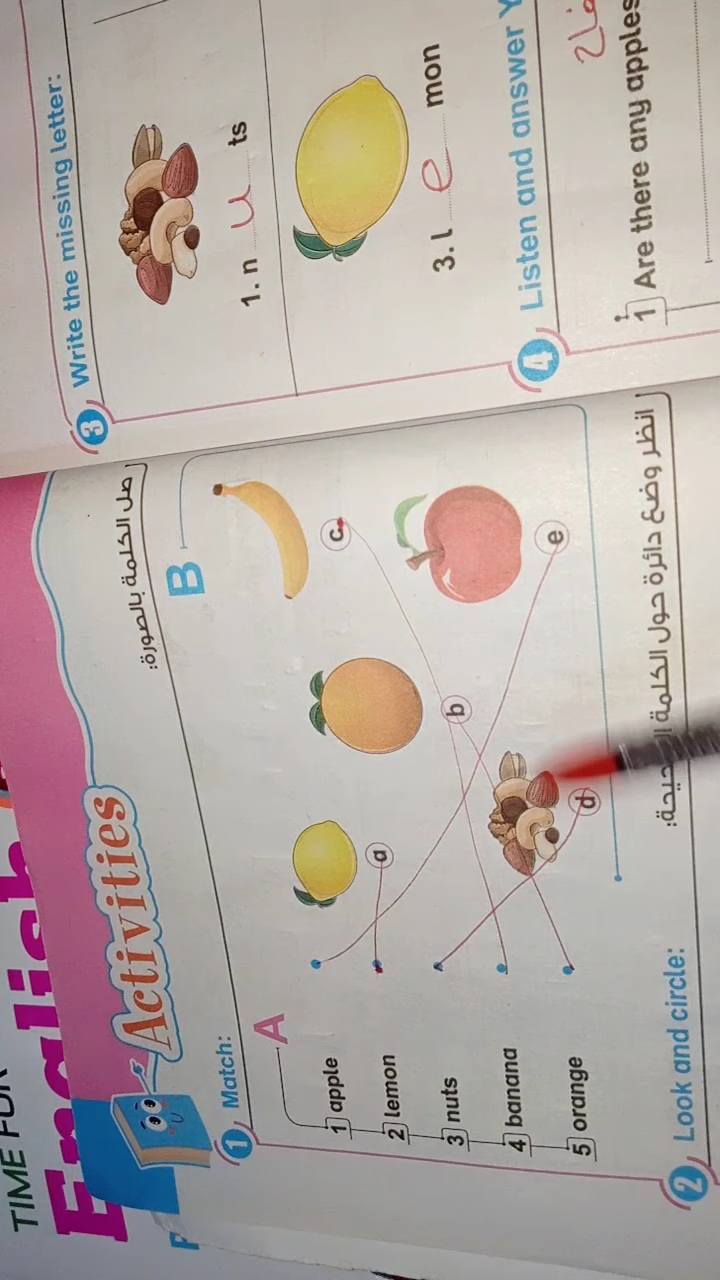 TIME FOR
English
Activities
1 Match:
صل الكلمة بالصورة:
A
B
1 apple
2 lemon
3 nuts
4 banana
5 orange
a
b
c
d
e
2 Look and circle:
انظر وضع دائرة حول الكلمة
3 Write the missing letter:
1. n u ts
3. l e mon
4 Listen and answer Y
1 Are there any apples